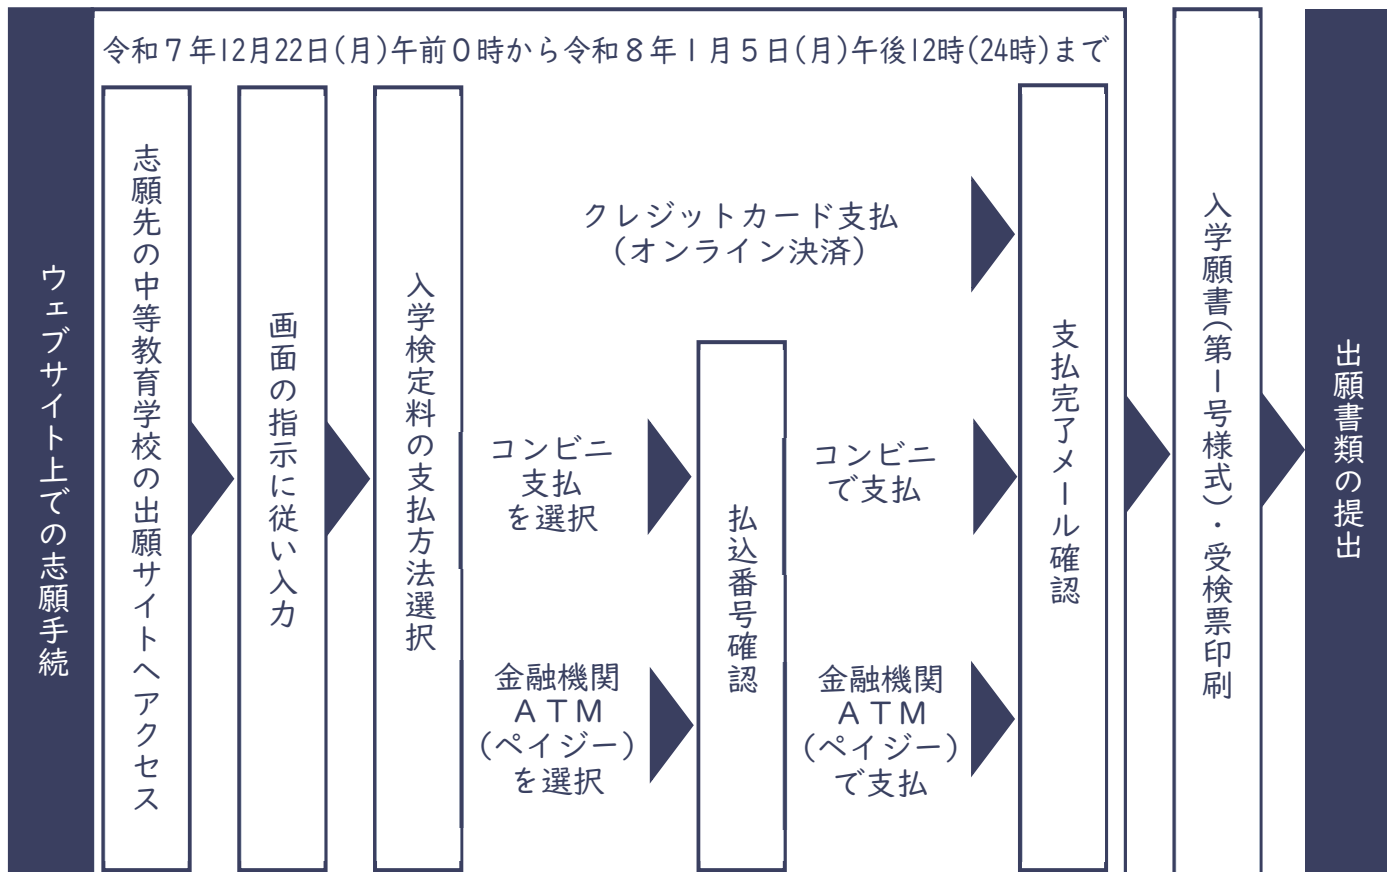 ウェブサイト上での志願手続
令和７年12月22日(月)午前０時から令和８年１月５日(月)午後12時(24時)まで
志願先の中等教育学校の出願サイトへアクセス
画面の指示に従い入力
入学検定料の支払方法選択
クレジットカード支払
(オンライン決済)
コンビニ
支払
を選択
金融機関
ＡＴＭ
(ペイジー)
を選択
払込番号確認
コンビニ
で支払
金融機関
ＡＴＭ
(ペイジー)
で支払
支払完了メール確認
入学願書(第１号様式)・受検票印刷
出願書類の提出